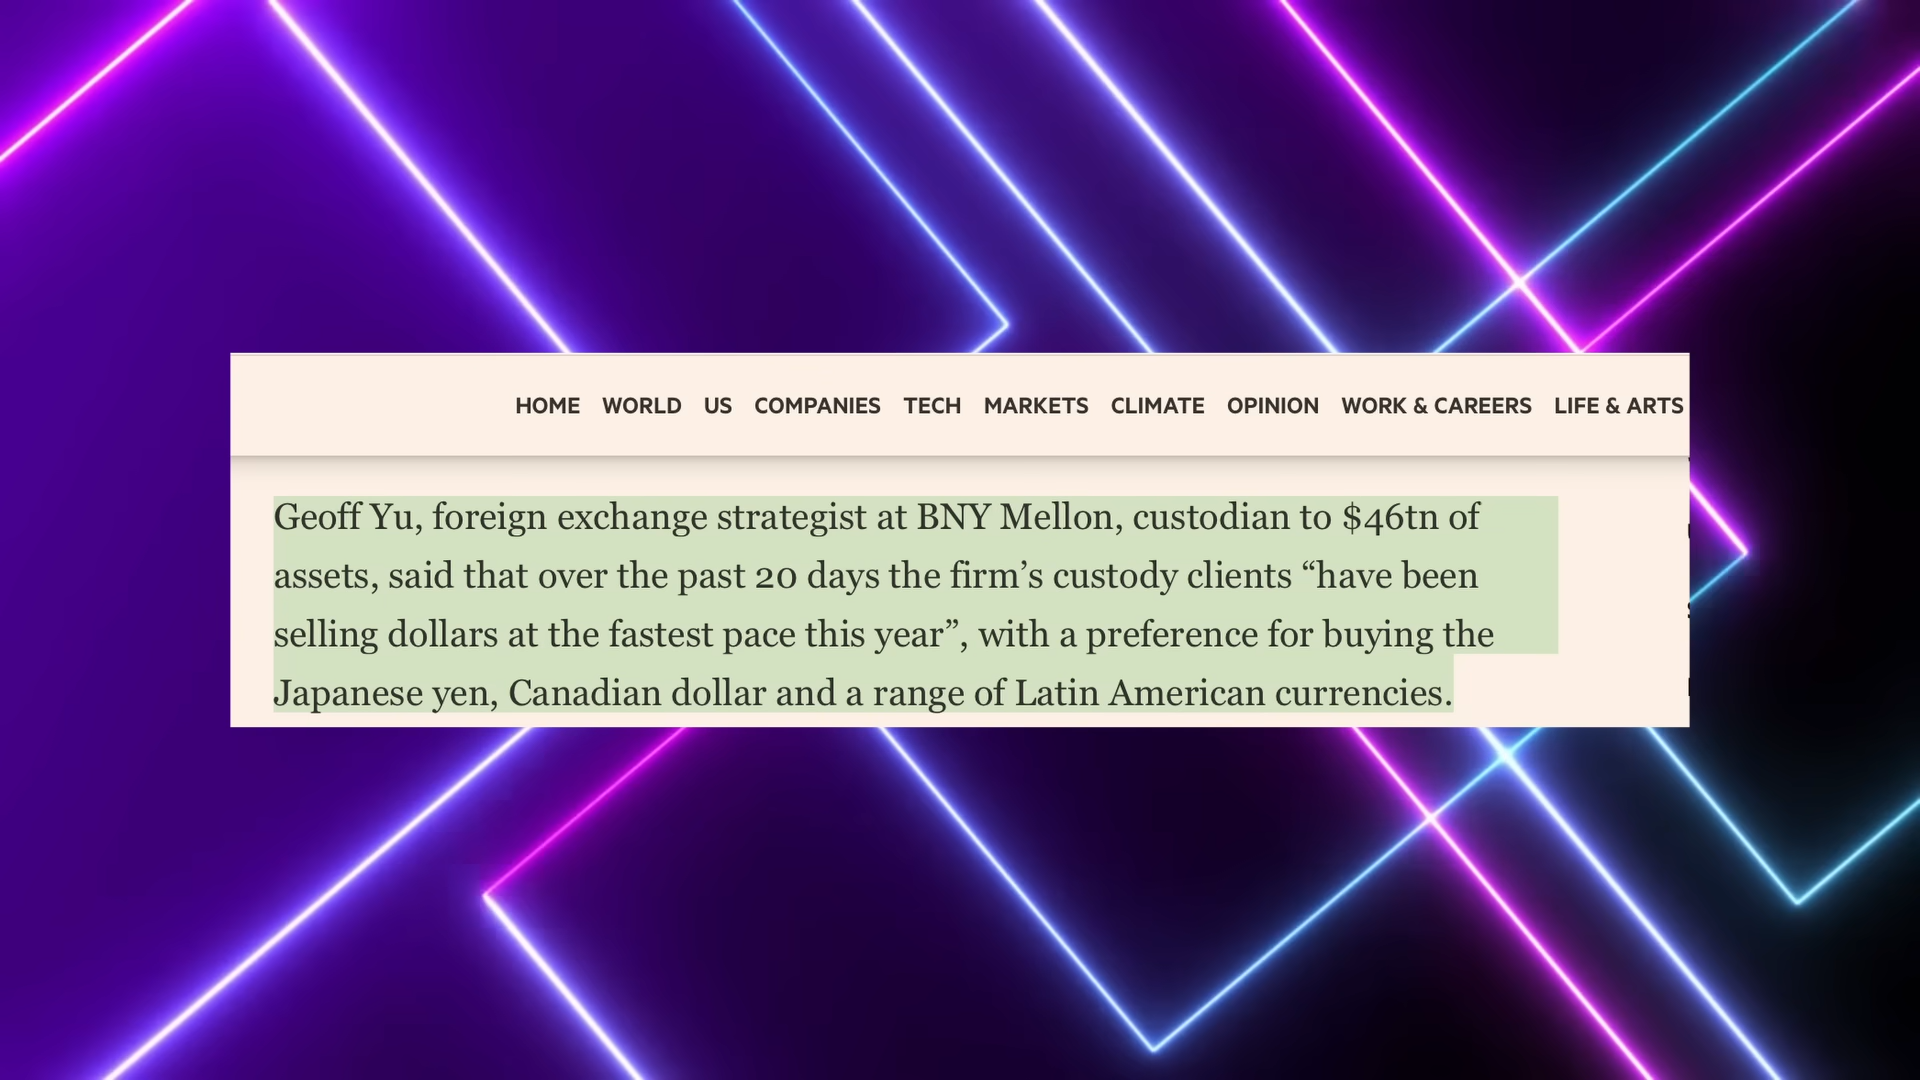 HOME WORLD US COMPANIES TECH MARKETS CLIMATE OPINION WORK & CAREERS LIFE & ARTS
Geoff Yu, foreign exchange strategist at BNY Mellon, custodian to $46tn of
assets, said that over the past 20 days the firm’s custody clients “have been
selling dollars at the fastest pace this year”, with a preference for buying the
Japanese yen, Canadian dollar and a range of Latin American currencies.